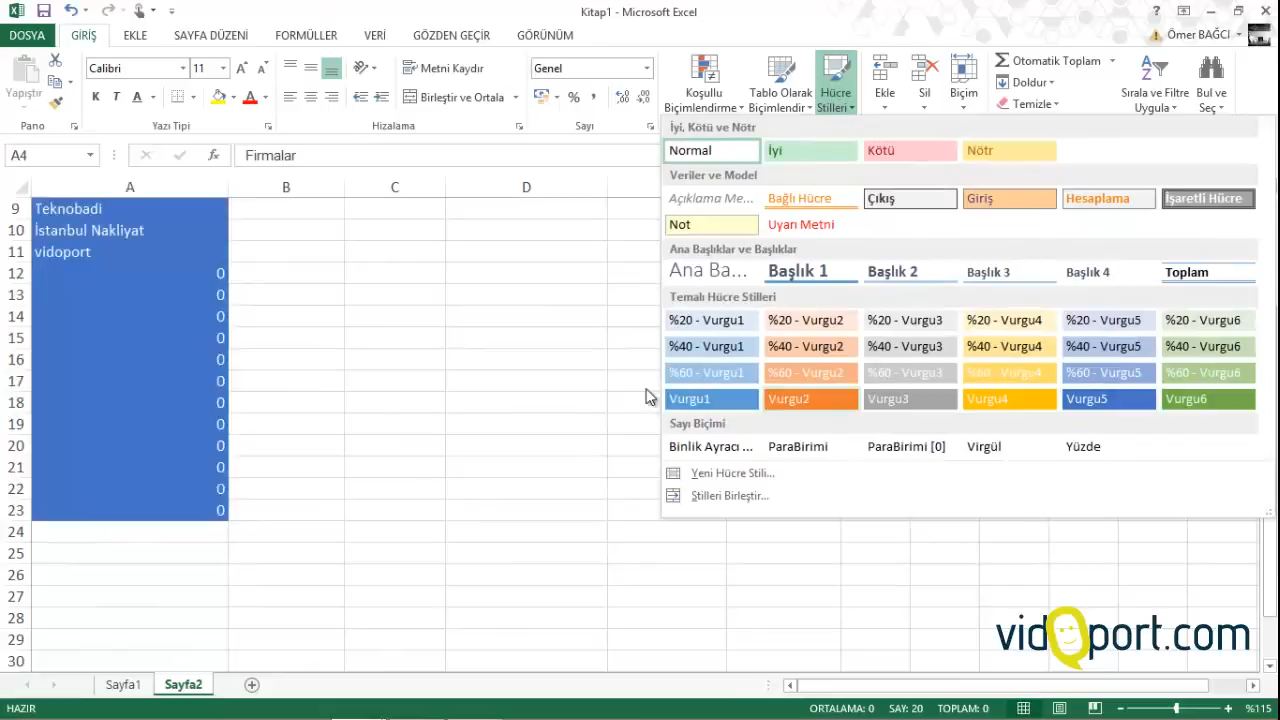 Kitap1 - Microsoft Excel
DOSYA GİRİŞ EKLE SAYFA DÜZENİ FORMÜLLER VERİ GÖZDEN GEÇİR GÖRÜNÜM Ömer BAĞCI
Yapıştır
Pano
Calibri 11
K T A
Yazı Tipi
Metni Kaydır
Birleştir ve Ortala
Hizalama
Genel
%
Sayı
Koşullu Biçimlendirme
Tablo Olarak Biçimlendir
Hücre Stilleri
Ekle
Sil
Biçim
Otomatik Toplam
Doldur
Temizle
Sırala ve Filtre Uygula
Bul ve Seç
A4 fx Firmalar
A B C D
9 Teknobadi
10 İstanbul Nakliyat
11 vidoport
12 0
13 0
14 0
15 0
16 0
17 0
18 0
19 0
20 0
21 0
22 0
23 0
24
25
26
27
28
29
30
İyi, Kötü ve Nötr
Normal İyi Kötü Nötr
Veriler ve Model
Açıklama Me... Bağlı Hücre Çıkış Giriş Hesaplama İşaretli Hücre
Not Uyarı Metni
Ana Başlıklar ve Başlıklar
Ana Ba... Başlık 1 Başlık 2 Başlık 3 Başlık 4 Toplam
Temalı Hücre Stilleri
%20 - Vurgu1 %20 - Vurgu2 %20 - Vurgu3 %20 - Vurgu4 %20 - Vurgu5 %20 - Vurgu6
%40 - Vurgu1 %40 - Vurgu2 %40 - Vurgu3 %40 - Vurgu4 %40 - Vurgu5 %40 - Vurgu6
%60 - Vurgu1 %60 - Vurgu2 %60 - Vurgu3 %60 - Vurgu4 %60 - Vurgu5 %60 - Vurgu6
Vurgu1 Vurgu2 Vurgu3 Vurgu4 Vurgu5 Vurgu6
Sayı Biçimi
Binlik Ayracı ... ParaBirimi ParaBirimi [0] Virgül Yüzde
Yeni Hücre Stili...
Stilleri Birleştir...
vidoport.com
Sayfa1 Sayfa2
HAZIR ORTALAMA: 0 SAY: 20 TOPLAM: 0 %115